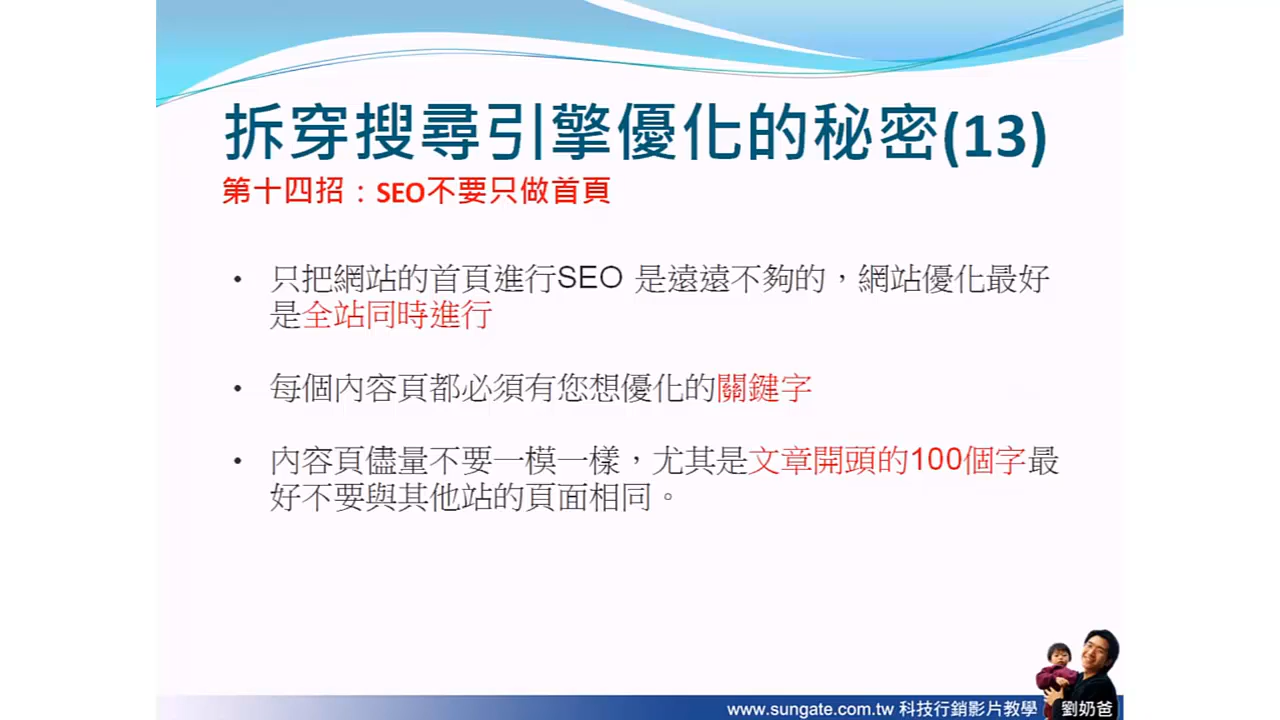 拆穿搜尋引擎優化的秘密(13)
第十四招：SEO不要只做首頁
• 只把網站的首頁進行SEO 是遠遠不夠的，網站優化最好
是全站同時進行
• 每個內容頁都必須有您想優化的關鍵字
• 內容頁儘量不要一模一樣，尤其是文章開頭的100個字最
好不要與其他站的頁面相同。
www.sungate.com.tw 科技行銷影片教學
劉奶爸